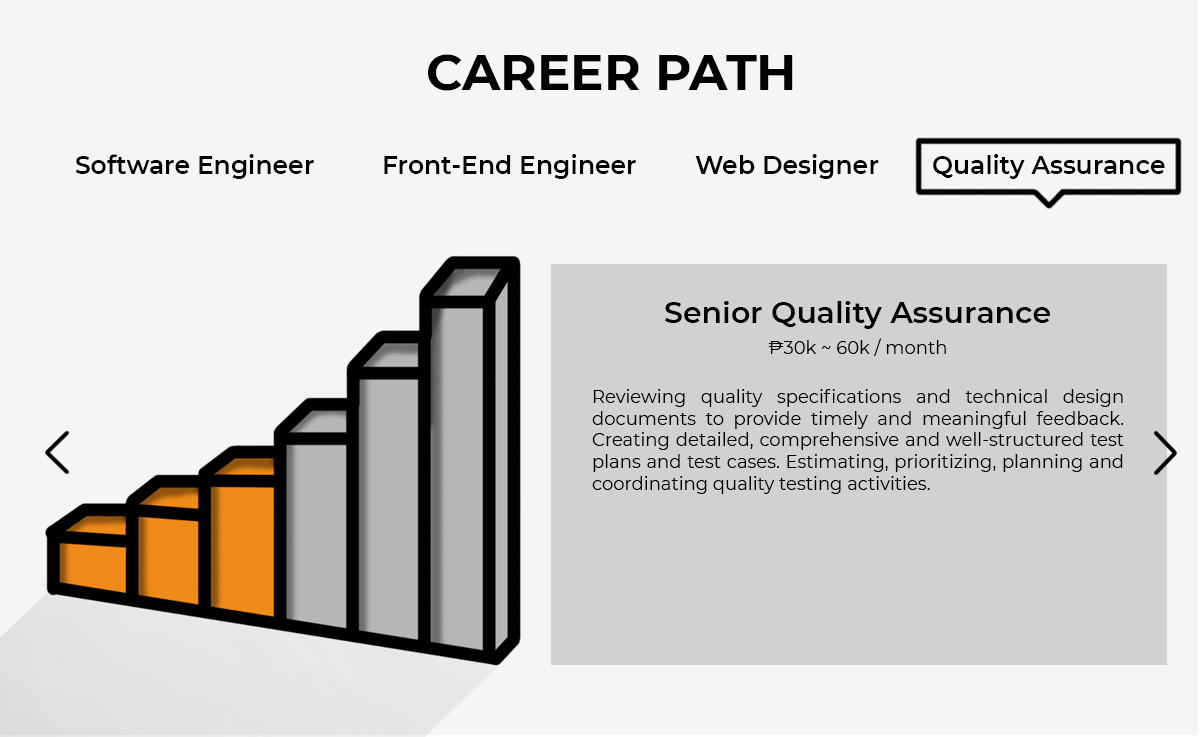 CAREER PATH
Software Engineer
Front-End Engineer
Web Designer
Quality Assurance
Senior Quality Assurance
₱30k ~ 60k / month
Reviewing quality specifications and technical design
documents to provide timely and meaningful feedback.
Creating detailed, comprehensive and well-structured test
plans and test cases. Estimating, prioritizing, planning and
coordinating quality testing activities.